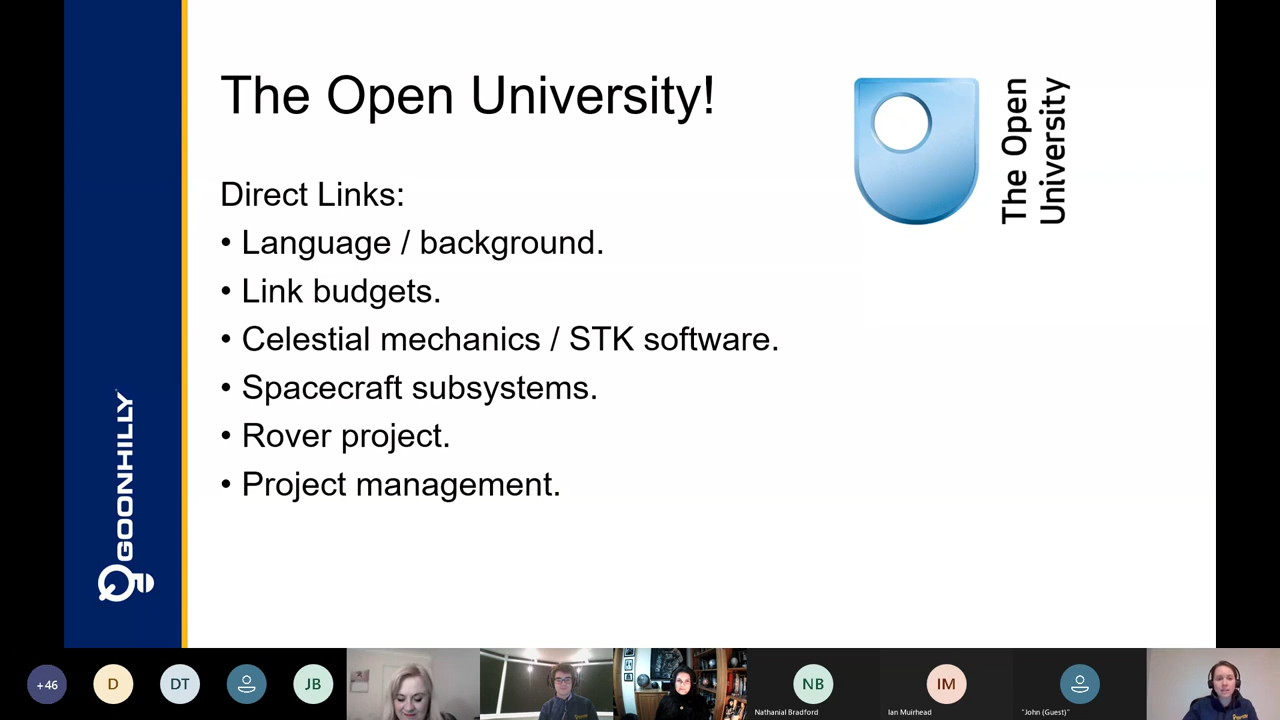 The Open University!
The Open
University
Direct Links:
• Language / background.
• Link budgets.
• Celestial mechanics / STK software.
• Spacecraft subsystems.
• Rover project.
• Project management.
GOONHILLY
+46
D
DT
JB
NB
Nathanial Bradford
IM
Ian Muirhead
"John (Guest)"